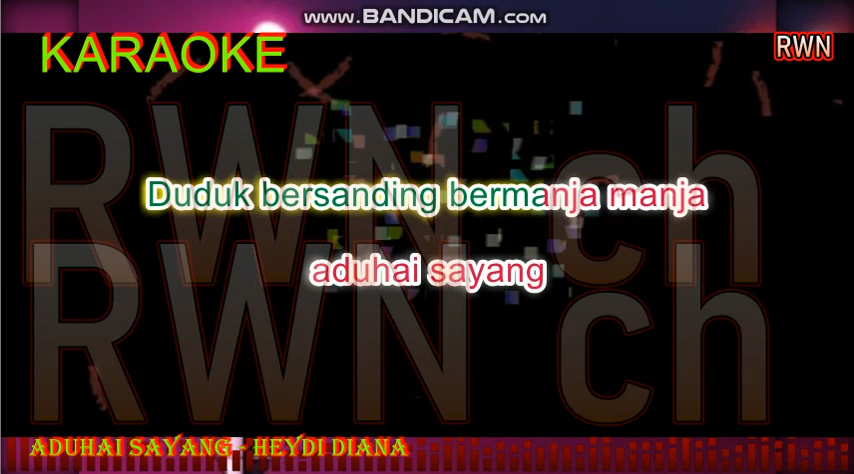 www.BANDICAM.com
KARAOKE
RWN
RWN ch
Duduk bersanding bermanja manja
aduhai sayang
RWN ch
ADUHAI SAYANG - HEYDI DIANA